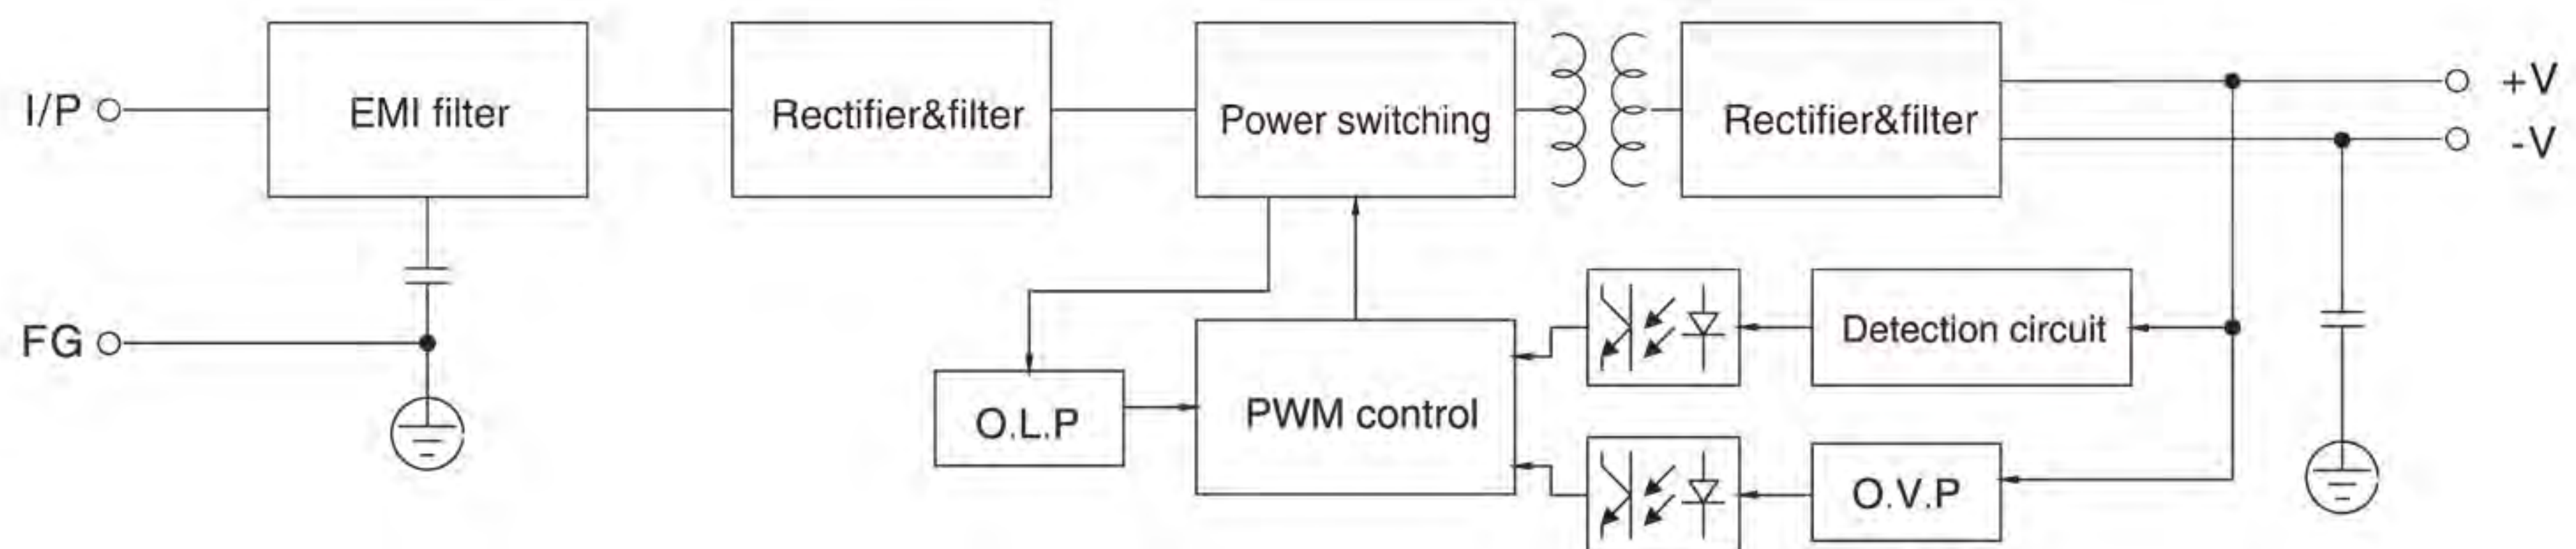 I/P
EMI filter
Rectifier&filter
Power switching
Rectifier&filter
+V
-V
FG
O.L.P
PWM control
Detection circuit
O.V.P